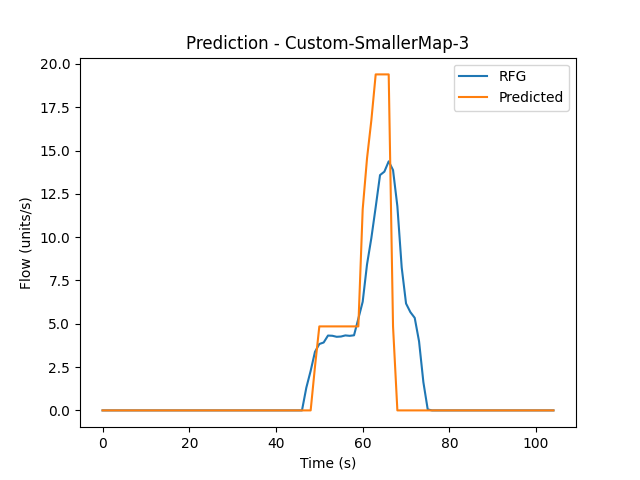 Prediction - Custom-SmallerMap-3
RFG
Predicted
Flow (units/s)
20.0
17.5
15.0
12.5
10.0
7.5
5.0
2.5
0.0
0 20 40 60 80 100
Time (s)